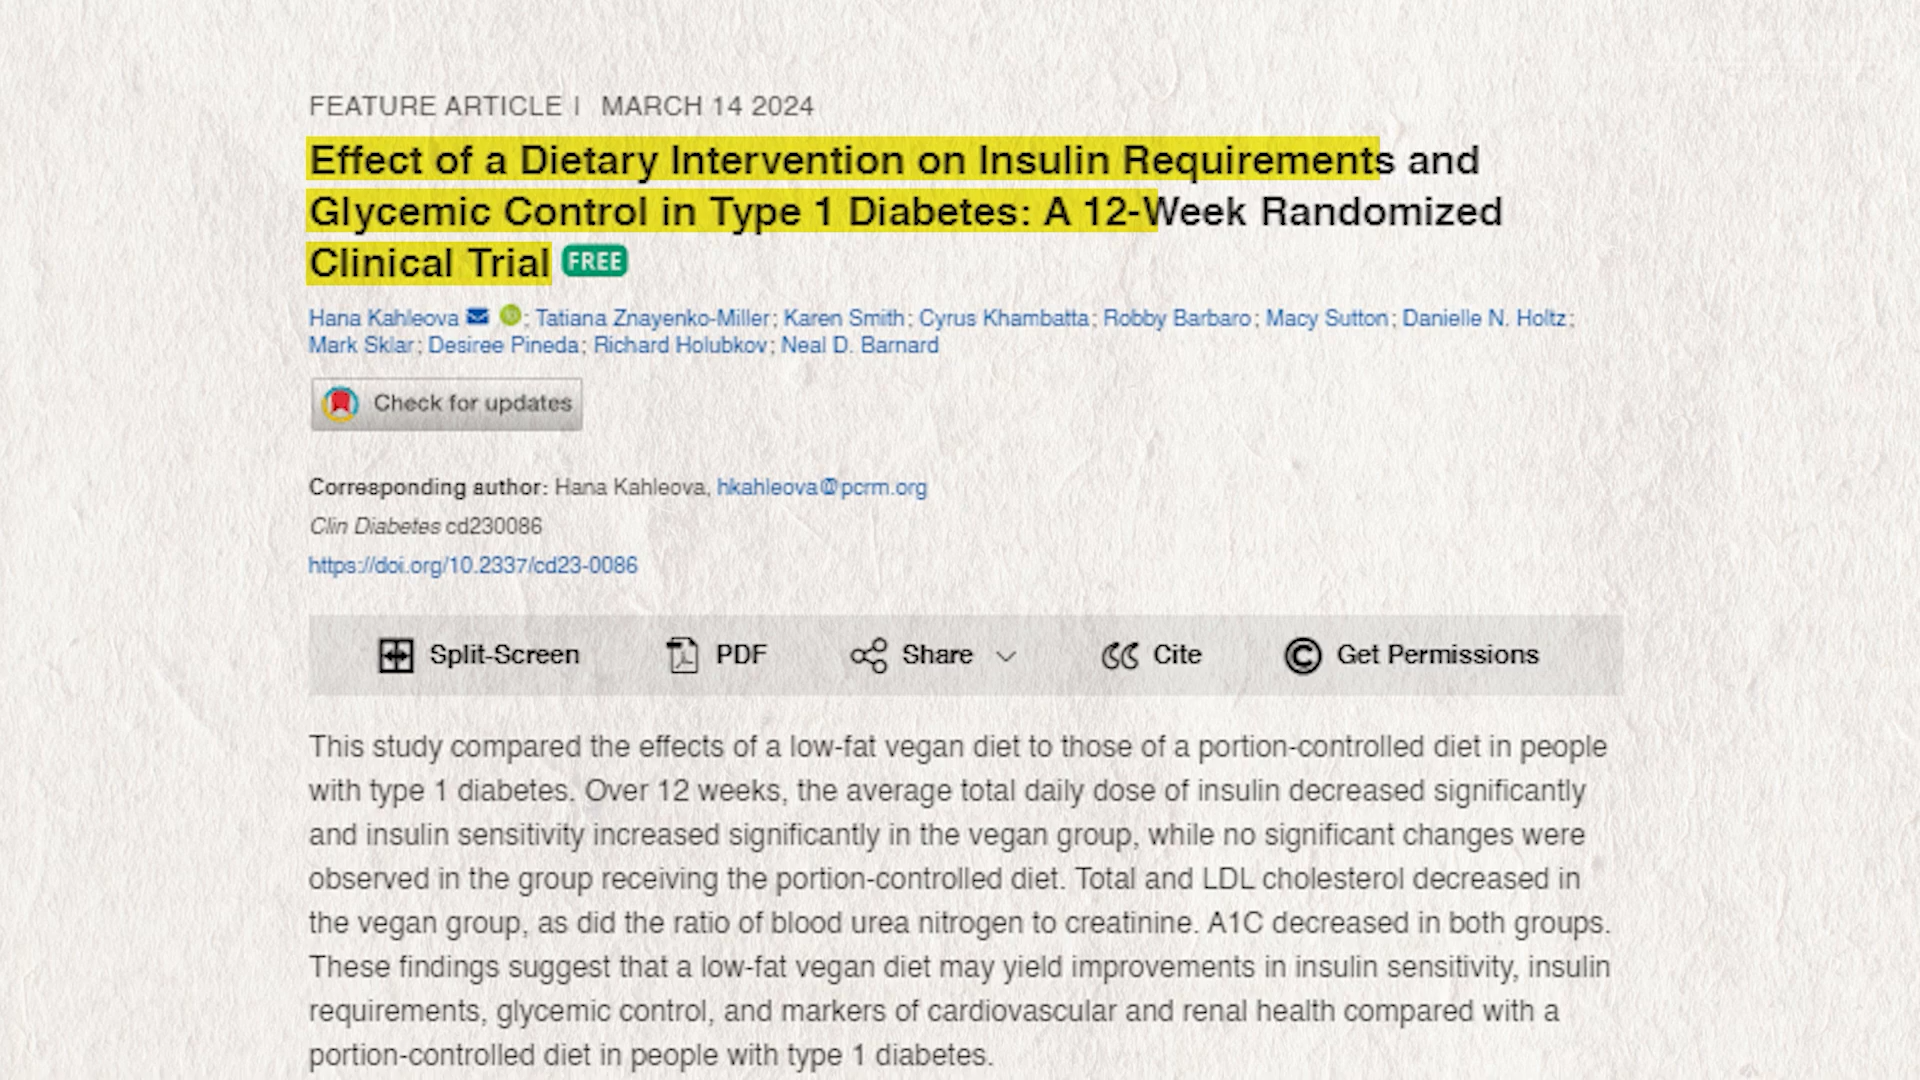 FEATURE ARTICLE | MARCH 14 2024
Effect of a Dietary Intervention on Insulin Requirements and
Glycemic Control in Type 1 Diabetes: A 12-Week Randomized
Clinical Trial FREE
Hana Kahleova ; Tatiana Znayenko-Miller; Karen Smith; Cyrus Khambatta; Robby Barbaro; Macy Sutton; Danielle N. Holtz;
Mark Sklar; Desiree Pineda; Richard Holubkov; Neal D. Barnard
Check for updates
Corresponding author: Hana Kahleova, hkahleova@pcrm.org
Clin Diabetes cd230086
https://doi.org/10.2337/cd23-0086
Split-Screen PDF Share Cite Get Permissions
This study compared the effects of a low-fat vegan diet to those of a portion-controlled diet in people
with type 1 diabetes. Over 12 weeks, the average total daily dose of insulin decreased significantly
and insulin sensitivity increased significantly in the vegan group, while no significant changes were
observed in the group receiving the portion-controlled diet. Total and LDL cholesterol decreased in
the vegan group, as did the ratio of blood urea nitrogen to creatinine. A1C decreased in both groups.
These findings suggest that a low-fat vegan diet may yield improvements in insulin sensitivity, insulin
requirements, glycemic control, and markers of cardiovascular and renal health compared with a
portion-controlled diet in people with type 1 diabetes.